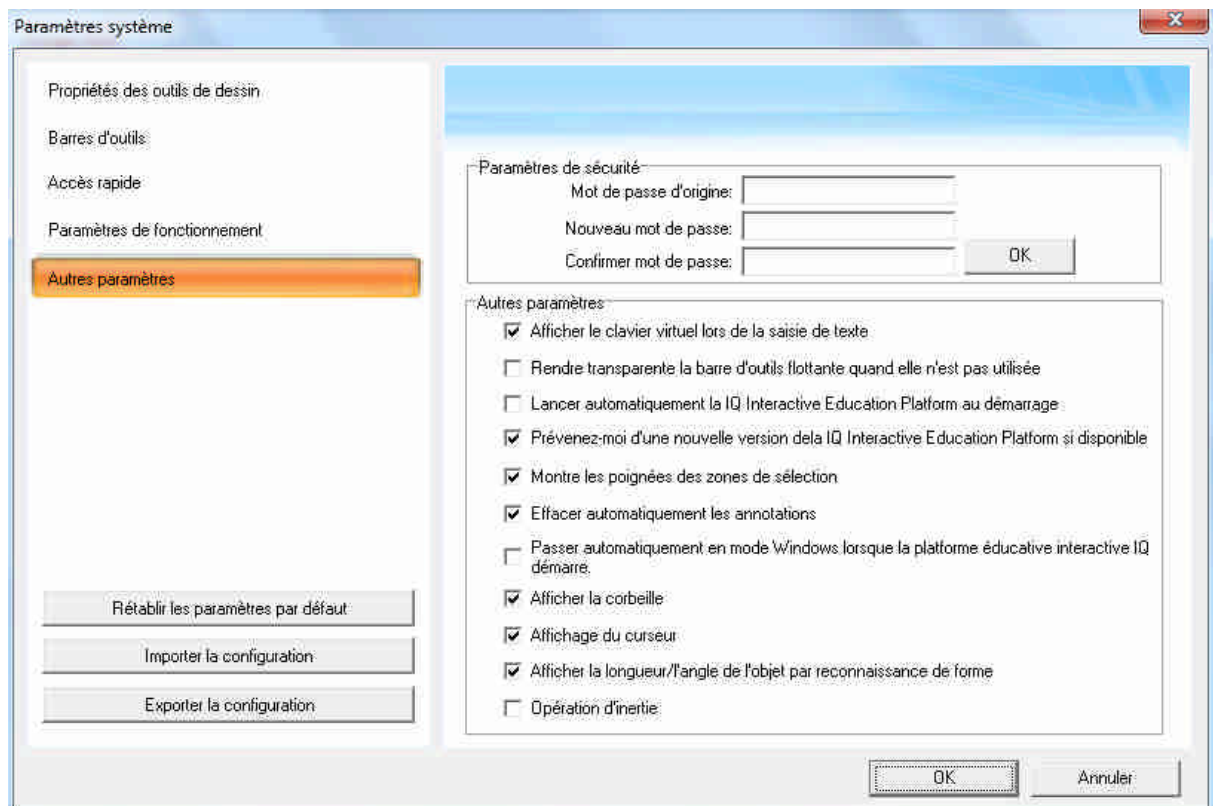 Paramètres système
Propriétés des outils de dessin
Barres d'outils
Accès rapide
Paramètres de fonctionnement
Autres paramètres
Rétablir les paramètres par défaut
Importer la configuration
Exporter la configuration
Paramètres de sécurité
Mot de passe d'origine:
Nouveau mot de passe:
Confirmer mot de passe:
OK
Autres paramètres
Afficher le clavier virtuel lors de la saisie de texte
Rendre transparente la barre d'outils flottante quand elle n'est pas utilisée
Lancer automatiquement la IQ Interactive Education Platform au démarrage
Prévenez-moi d'une nouvelle version dela IQ Interactive Education Platform si disponible
Montre les poignées des zones de sélection
Effacer automatiquement les annotations
Passer automatiquement en mode Windows lorsque la platforme éducative interactive IQ
démarre.
Afficher la corbeille
Affichage du curseur
Afficher la longueur/l'angle de l'objet par reconnaissance de forme
Opération d'inertie
OK
Annuler